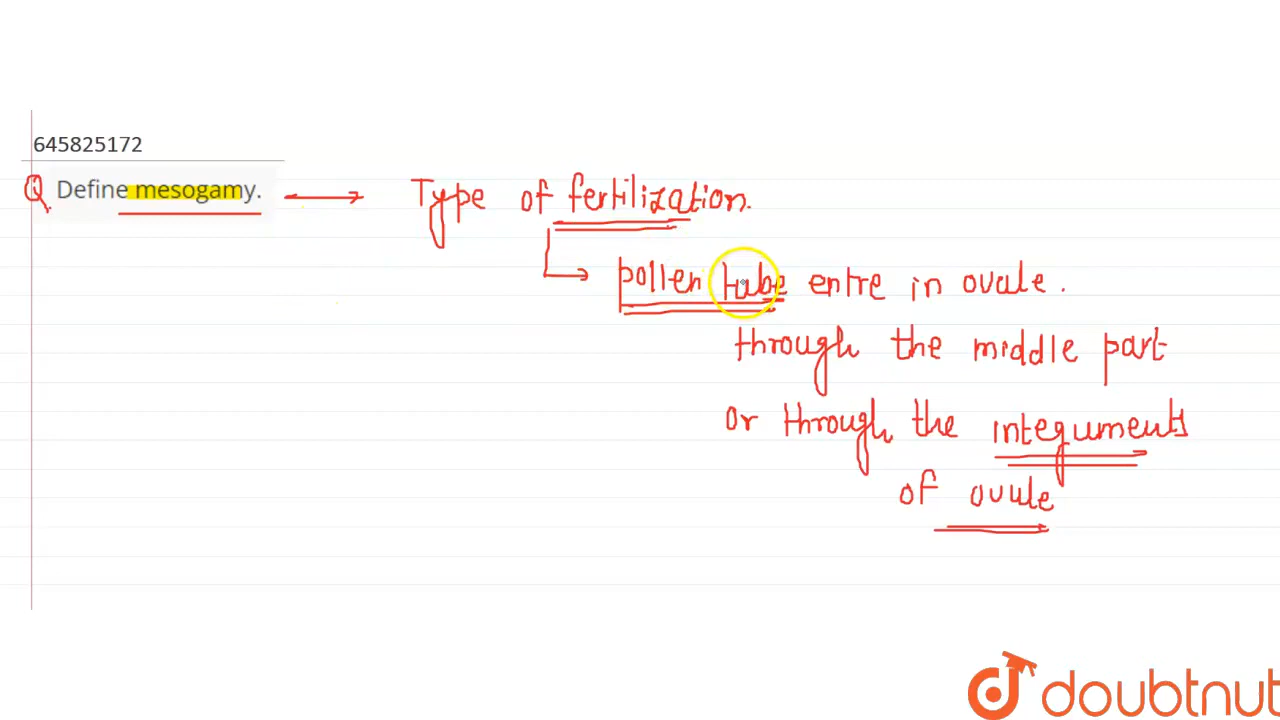 645825172
Q Define mesogamy. → Type of fertilization.
pollen tube entre in ovule.
through the middle part
or through the integuments
of ovule
doubtnut